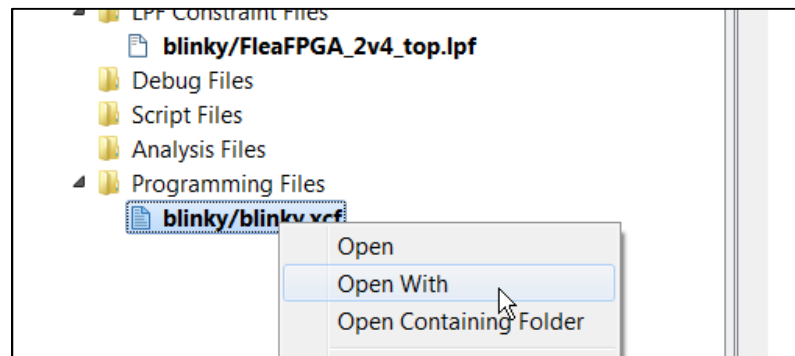 LPF Constraint Files
blinky/FleaFPGA_2v4_top.lpf
Debug Files
Script Files
Analysis Files
Programming Files
blinky/blinky.xcf
Open
Open With
Open Containing Folder